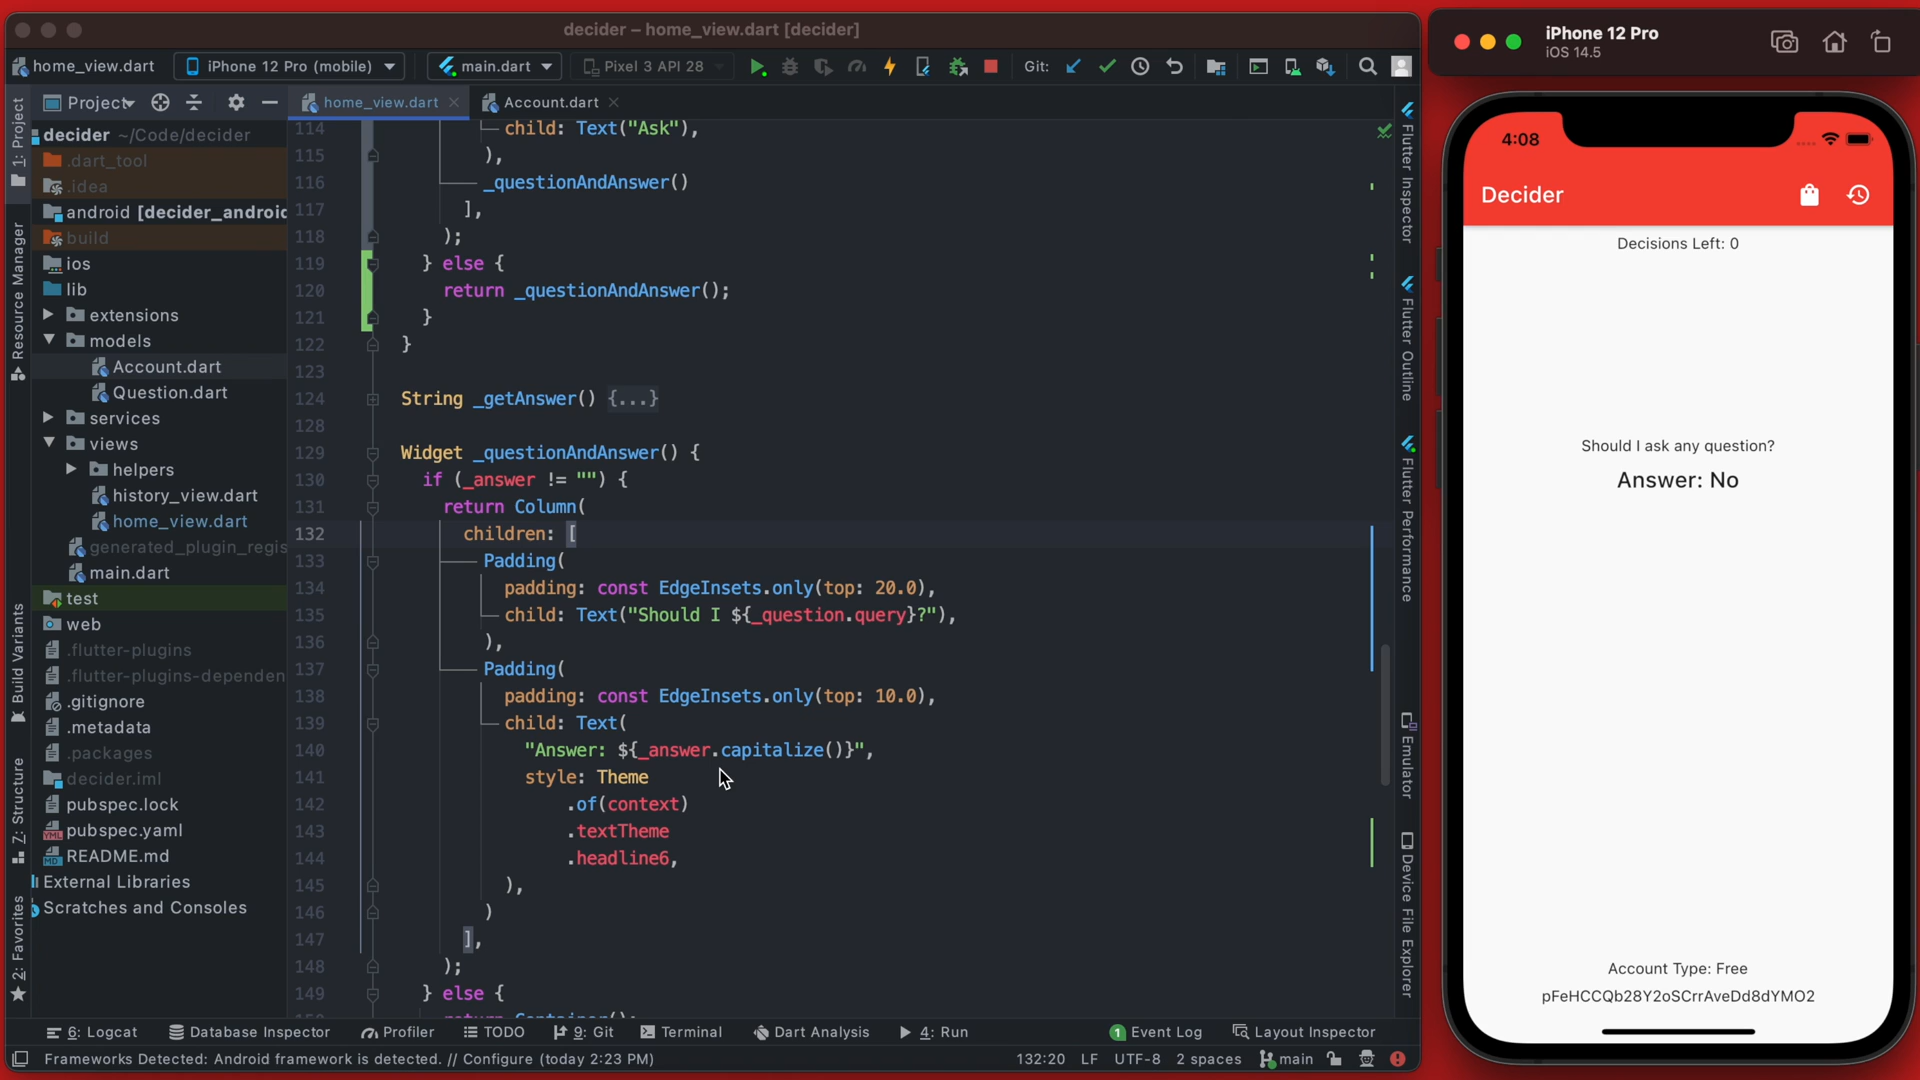 decider – home_view.dart [decider]
home_view.dart
iPhone 12 Pro (mobile)
main.dart
Pixel 3 API 28
Git:
Project
home_view.dart
Account.dart
1: Project
Resource Manager
Build Variants
7: Structure
2: Favorites
decider ~/Code/decider
.dart_tool
.idea
android [decider_android
build
ios
lib
extensions
models
Account.dart
Question.dart
services
views
helpers
history_view.dart
home_view.dart
generated_plugin_regis
main.dart
test
web
.flutter-plugins
.flutter-plugins-dependen
.gitignore
.metadata
.packages
decider.iml
pubspec.lock
pubspec.yaml
README.md
External Libraries
Scratches and Consoles
114 child: Text("Ask"),
115 ),
116 _questionAndAnswer()
117 ],
118 );
119 } else {
120 return _questionAndAnswer();
121 }
122 }
123
124 String _getAnswer() {...}
128
129 Widget _questionAndAnswer() {
130 if (_answer != "") {
131 return Column(
132 children: [
133 Padding(
134 padding: const EdgeInsets.only(top: 20.0),
135 child: Text("Should I ${_question.query}?"),
136 ),
137 Padding(
138 padding: const EdgeInsets.only(top: 10.0),
139 child: Text(
140 "Answer: ${_answer.capitalize()}",
141 style: Theme
142 .of(context)
143 .textTheme
144 .headline6,
145 ),
146 )
147 ],
148 );
149 } else {
return Container();
Flutter Inspector
Flutter Outline
Flutter Performance
Emulator
Device File Explorer
6: Logcat
Database Inspector
Profiler
TODO
9: Git
Terminal
Dart Analysis
4: Run
1 Event Log
Layout Inspector
Frameworks Detected: Android framework is detected. // Configure (today 2:23 PM)
132:20
LF
UTF-8
2 spaces
main
iPhone 12 Pro
iOS 14.5
4:08
Decider
Decisions Left: 0
Should I ask any question?
Answer: No
Account Type: Free
pFeHCCQb28Y2oSCrrAveDd8dYMO2